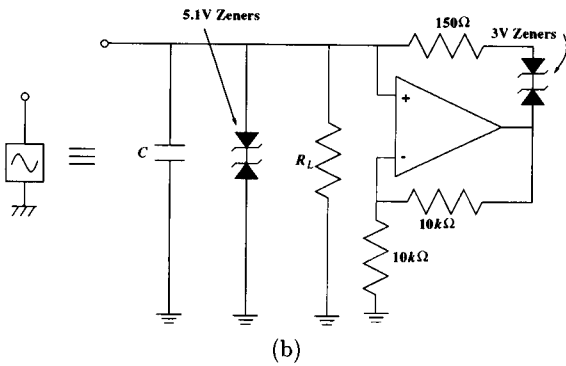 5.1V Zeners
150Ω
3V Zeners
C
R_L
+
-
10kΩ
10kΩ
(b)